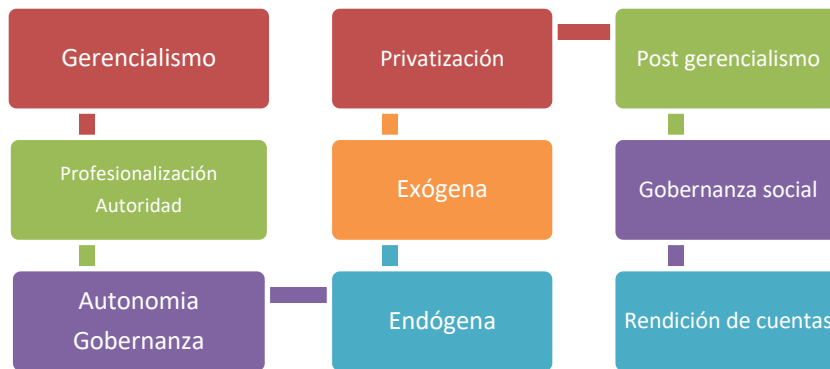 Gerencialismo
Profesionalización
Autoridad
Autonomia
Gobernanza
Endógena
Exógena
Privatización
Post gerencialismo
Gobernanza social
Rendición de cuentas